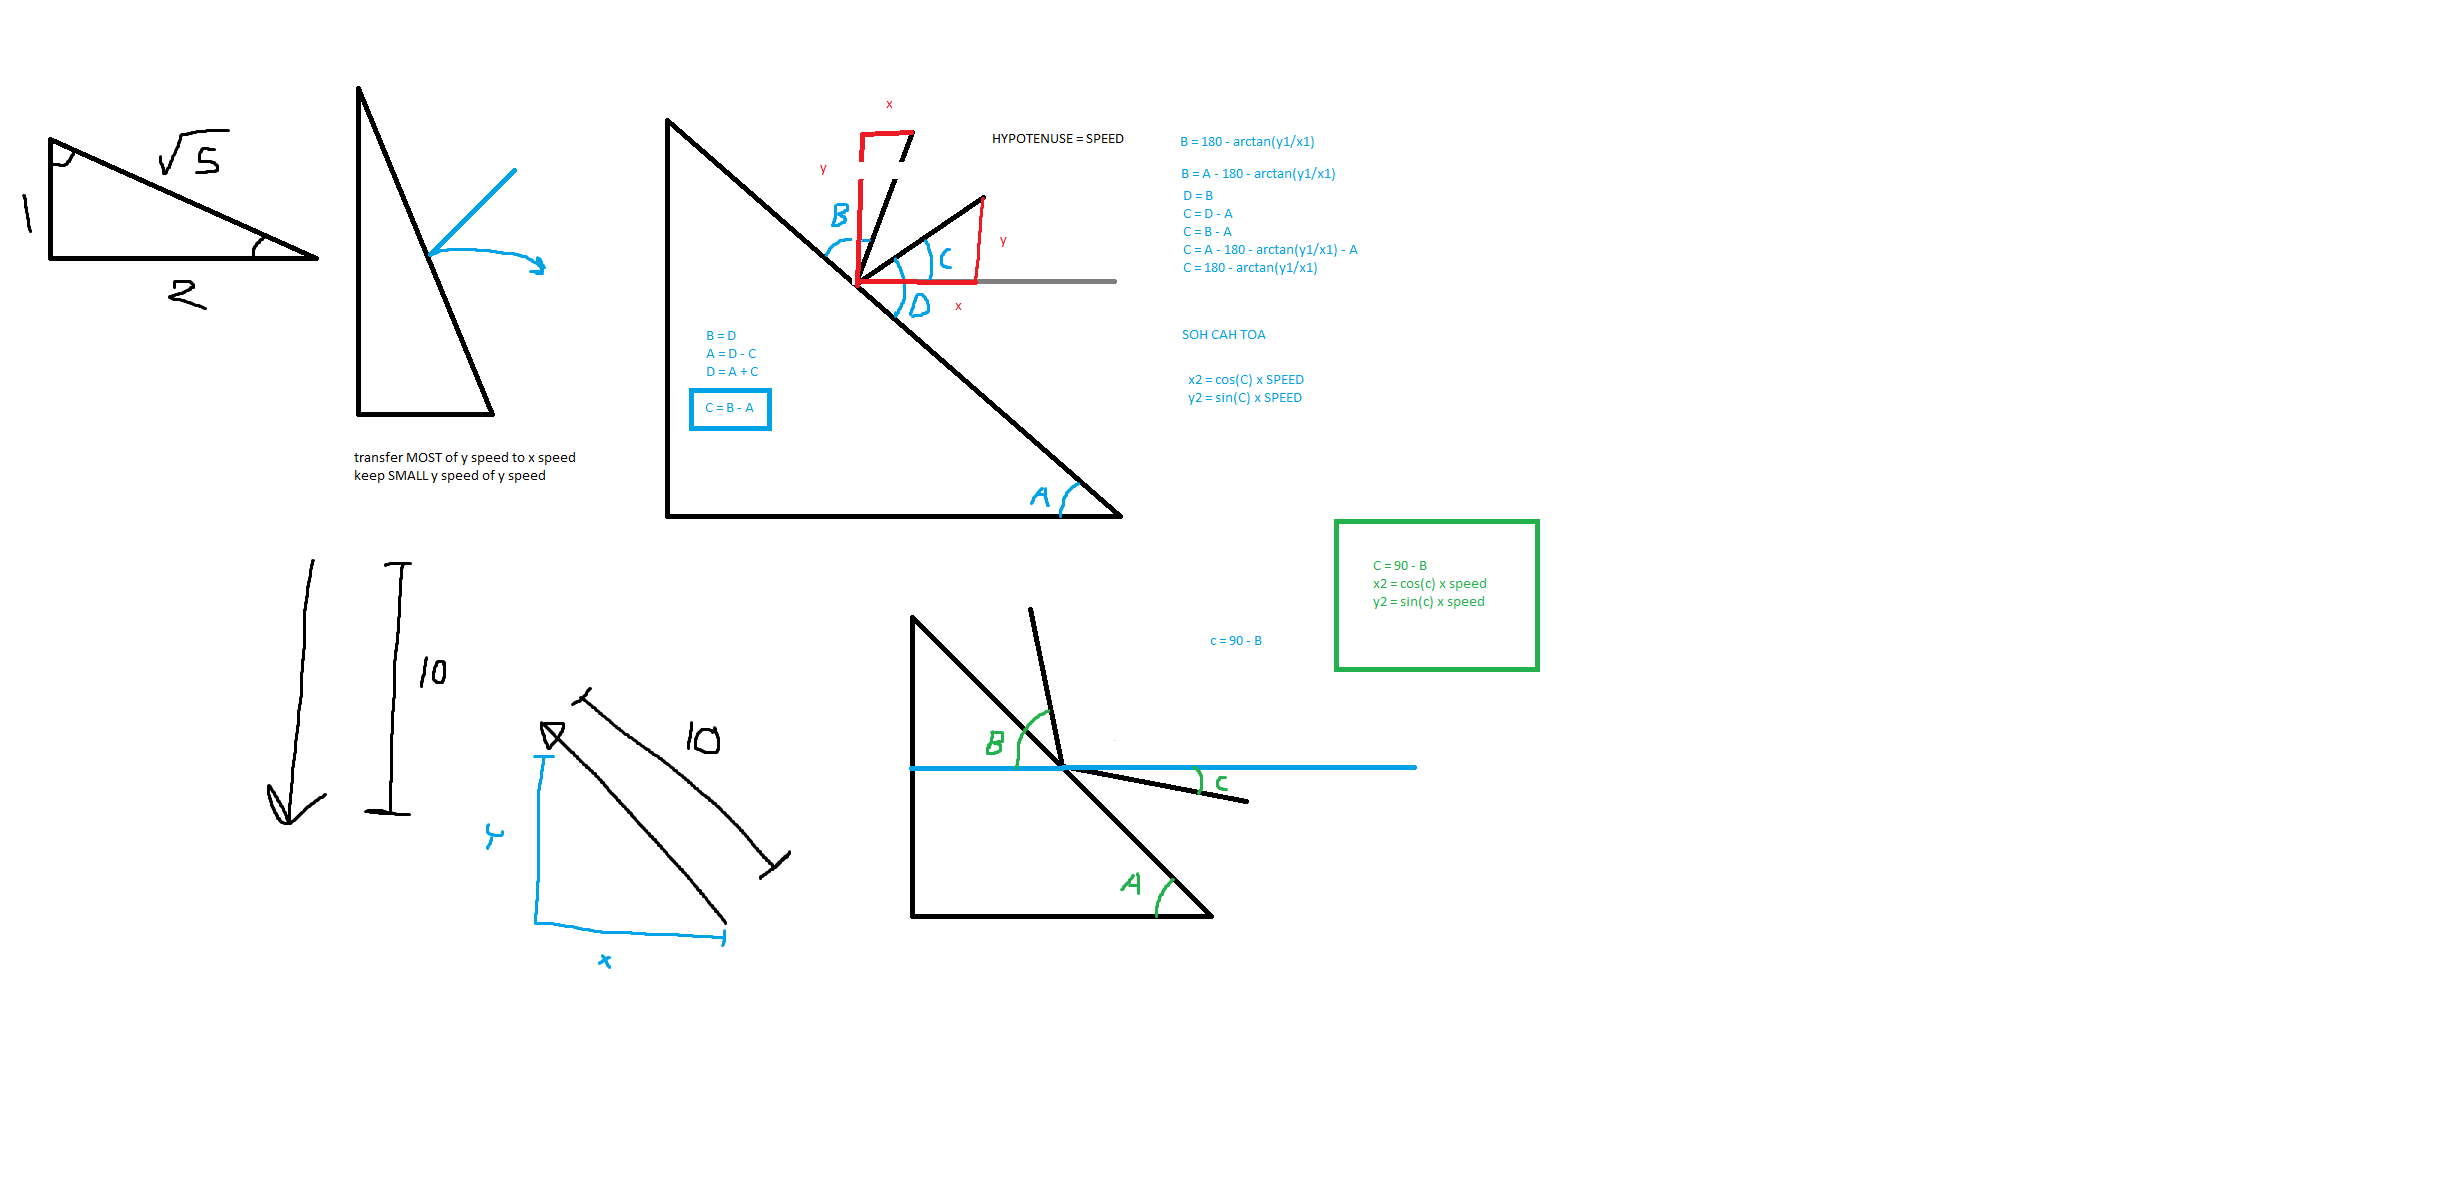 1
√5
2
transfer MOST of y speed to x speed
keep SMALL y speed of y speed
x
y
B
C
D
y
x
HYPOTENUSE = SPEED
B = D
A = D - C
D = A + C
C = B - A
A
B = 180 - arctan(y1/x1)
B = A - 180 - arctan(y1/x1)
D = B
C = D - A
C = B - A
C = A - 180 - arctan(y1/x1) - A
C = 180 - arctan(y1/x1)
SOH CAH TOA
x2 = cos(C) x SPEED
y2 = sin(C) x SPEED
10
10
y
x
B
C
A
c = 90 - B
C = 90 - B
x2 = cos(c) x speed
y2 = sin(c) x speed